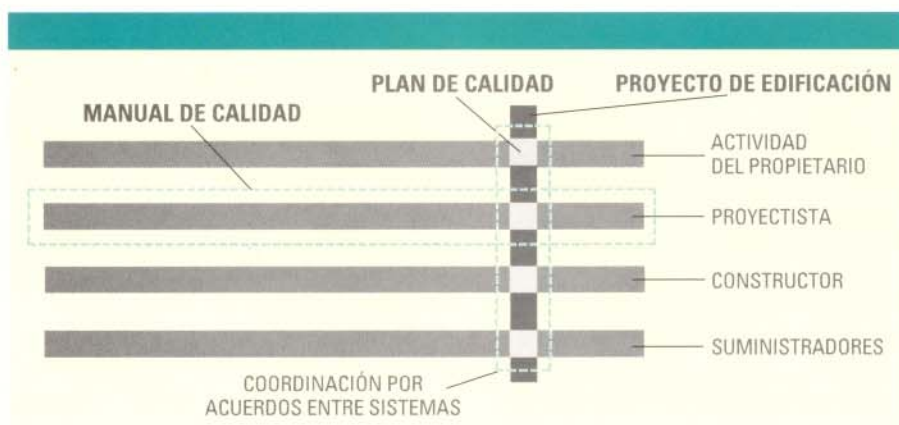 PLAN DE CALIDAD
PROYECTO DE EDIFICACIÓN
MANUAL DE CALIDAD
ACTIVIDAD
DEL PROPIETARIO
PROYECTISTA
CONSTRUCTOR
SUMINISTRADORES
COORDINACIÓN POR
ACUERDOS ENTRE SISTEMAS